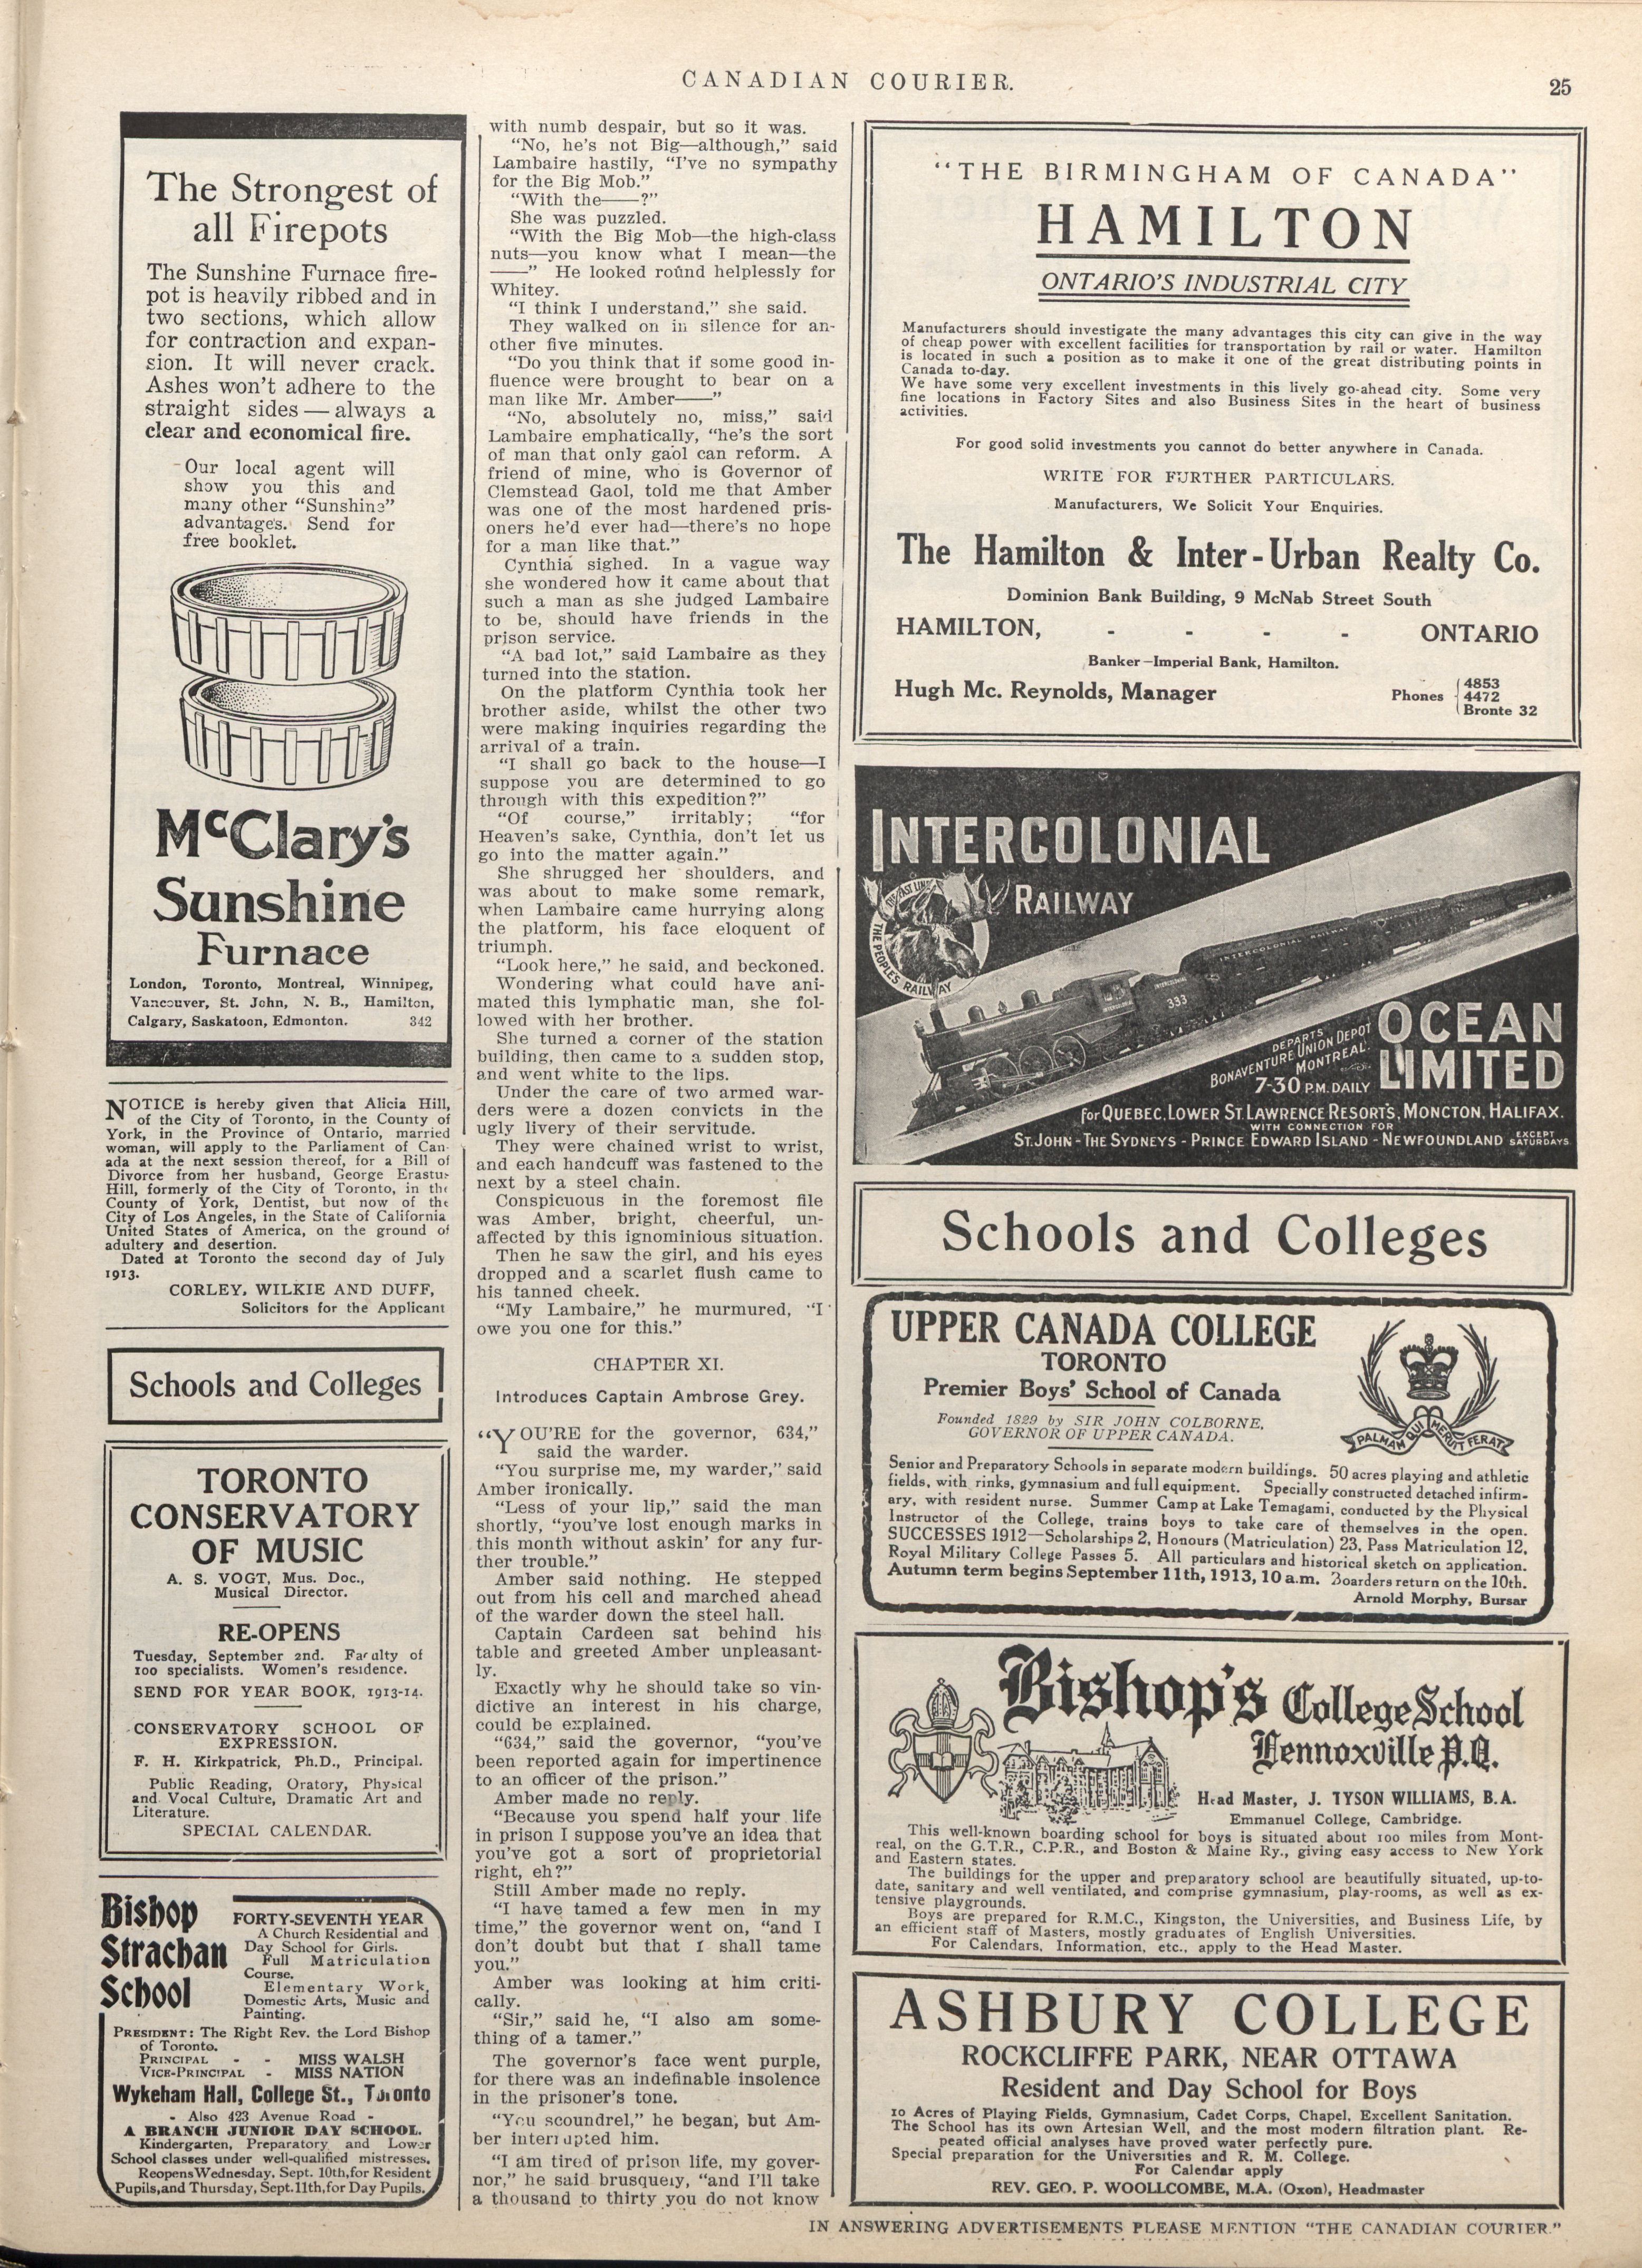 CANADIAN COURIER.
25
The Strongest of
all Firepots
The Sunshine Furnace fire-
pot is heavily ribbed and in
two sections, which allow
for contraction and expan-
sion. It will never crack.
Ashes won't adhere to the
straight sides — always a
clear and economical fire.
Our local agent will
show you this and
many other "Sunshine"
advantages. Send for
free booklet.
McClary's
Sunshine
Furnace
London, Toronto, Montreal, Winnipeg,
Vancouver, St. John, N. B., Hamilton,
Calgary, Saskatoon, Edmonton. 342
NOTICE is hereby given that Alicia Hill,
of the City of Toronto, in the County of
York, in the Province of Ontario, married
woman, will apply to the Parliament of Can-
ada at the next session thereof, for a Bill of
Divorce from her husband, George Erastus
Hill, formerly of the City of Toronto, in the
County of York, Dentist, but now of the
City of Los Angeles, in the State of California
United States of America, on the ground of
adultery and desertion.
Dated at Toronto the second day of July
1913.
CORLEY, WILKIE AND DUFF,
Solicitors for the Applicant
Schools and Colleges
TORONTO
CONSERVATORY
OF MUSIC
A. S. VOGT, Mus. Doc.,
Musical Director.
RE-OPENS
Tuesday, September 2nd. Faculty of
100 specialists. Women's residence.
SEND FOR YEAR BOOK, 1913-14.
CONSERVATORY SCHOOL OF
EXPRESSION.
F. H. Kirkpatrick, Ph.D., Principal.
Public Reading, Oratory, Physical
and Vocal Culture, Dramatic Art and
Literature.
SPECIAL CALENDAR.
Bishop
Strachan
School
FORTY-SEVENTH YEAR
A Church Residential and
Day School for Girls.
Full Matriculation
Course.
Elementary Work,
Domestic Arts, Music and
Painting.
PRESIDENT: The Right Rev. the Lord Bishop
of Toronto.
PRINCIPAL - - MISS WALSH
VICE-PRINCIPAL - MISS NATION
Wykeham Hall, College St., Toronto
- Also 423 Avenue Road -
A BRANCH JUNIOR DAY SCHOOL.
Kindergarten, Preparatory and Lower
School classes under well-qualified mistresses.
Reopens Wednesday, Sept. 10th, for Resident
Pupils, and Thursday, Sept. 11th, for Day Pupils.
with numb despair, but so it was.
"No, he's not Big—although," said
Lambaire hastily, "I've no sympathy
for the Big Mob."
"With the——?"
She was puzzled.
"With the Big Mob—the high-class
nuts—you know what I mean—the
——" He looked round helplessly for
Whitey.
"I think I understand," she said.
They walked on in silence for an-
other five minutes.
"Do you think that if some good in-
fluence were brought to bear on a
man like Mr. Amber——"
"No, absolutely no, miss," said
Lambaire emphatically, "he's the sort
of man that only gaol can reform. A
friend of mine, who is Governor of
Clemstead Gaol, told me that Amber
was one of the most hardened pris-
oners he'd ever had—there's no hope
for a man like that."
Cynthia sighed. In a vague way
she wondered how it came about that
such a man as she judged Lambaire
to be, should have friends in the
prison service.
"A bad lot," said Lambaire as they
turned into the station.
On the platform Cynthia took her
brother aside, whilst the other two
were making inquiries regarding the
arrival of a train.
"I shall go back to the house—I
suppose you are determined to go
through with this expedition?"
"Of course," irritably; "for
Heaven's sake, Cynthia, don't let us
go into the matter again."
She shrugged her shoulders, and
was about to make some remark,
when Lambaire came hurrying along
the platform, his face eloquent of
triumph.
"Look here," he said, and beckoned.
Wondering what could have ani-
mated this lymphatic man, she fol-
lowed with her brother.
She turned a corner of the station
building, then came to a sudden stop,
and went white to the lips.
Under the care of two armed war-
ders were a dozen convicts in the
ugly livery of their servitude.
They were chained wrist to wrist,
and each handcuff was fastened to the
next by a steel chain.
Conspicuous in the foremost file
was Amber, bright, cheerful, un-
affected by this ignominious situation.
Then he saw the girl, and his eyes
dropped and a scarlet flush came to
his tanned cheek.
"My Lambaire," he murmured, "I
owe you one for this."
CHAPTER XI.
Introduces Captain Ambrose Grey.
"YOU'RE for the governor, 634,"
said the warder.
"You surprise me, my warder," said
Amber ironically.
"Less of your lip," said the man
shortly, "you've lost enough marks in
this month without askin' for any fur-
ther trouble."
Amber said nothing. He stepped
out from his cell and marched ahead
of the warder down the steel hall.
Captain Cardeen sat behind his
table and greeted Amber unpleasant-
ly.
Exactly why he should take so vin-
dictive an interest in his charge,
could be explained.
"634," said the governor, "you've
been reported again for impertinence
to an officer of the prison."
Amber made no reply.
"Because you spend half your life
in prison I suppose you've an idea that
you've got a sort of proprietorial
right, eh?"
Still Amber made no reply.
"I have tamed a few men in my
time," the governor went on, "and I
don't doubt but that I shall tame
you."
Amber was looking at him criti-
cally.
"Sir," said he, "I also am some-
thing of a tamer."
The governor's face went purple,
for there was an indefinable insolence
in the prisoner's tone.
"You scoundrel," he began, but Am-
ber interrupted him.
"I am tired of prison life, my gover-
nor," he said brusquely, "and I'll take
a thousand to thirty you do not know
"THE BIRMINGHAM OF CANADA"
HAMILTON
ONTARIO'S INDUSTRIAL CITY
Manufacturers should investigate the many advantages this city can give in the way
of cheap power with excellent facilities for transportation by rail or water. Hamilton
is located in such a position as to make it one of the great distributing points in
Canada to-day.
We have some very excellent investments in this lively go-ahead city. Some very
fine locations in Factory Sites and also Business Sites in the heart of business
activities.
For good solid investments you cannot do better anywhere in Canada.
WRITE FOR FURTHER PARTICULARS.
Manufacturers, We Solicit Your Enquiries.
The Hamilton & Inter-Urban Realty Co.
Dominion Bank Building, 9 McNab Street South
HAMILTON, - - - - ONTARIO
Banker—Imperial Bank, Hamilton.
Hugh Mc. Reynolds, Manager
Phones { 4853
4472
Bronte 32
INTERCOLONIAL
RAILWAY
THE FAST LINE
THE PEOPLE'S RAILWAY
INTERCOLONIAL RAILWAY
INTERCOLONIAL
333
INTERCOLONIAL
DEPARTS
BONAVENTURE UNION DEPOT
MONTREAL
7-30 P.M. DAILY
OCEAN
LIMITED
for QUEBEC, LOWER ST. LAWRENCE RESORTS, MONCTON, HALIFAX.
WITH CONNECTION FOR
ST. JOHN - THE SYDNEYS - PRINCE EDWARD ISLAND - NEWFOUNDLAND EXCEPT SATURDAYS
Schools and Colleges
UPPER CANADA COLLEGE
TORONTO
Premier Boys' School of Canada
Founded 1829 by SIR JOHN COLBORNE,
GOVERNOR OF UPPER CANADA.
PALMAM QUI MERUIT FERAT
Senior and Preparatory Schools in separate modern buildings. 50 acres playing and athletic
fields, with rinks, gymnasium and full equipment. Specially constructed detached infirm-
ary, with resident nurse. Summer Camp at Lake Temagami, conducted by the Physical
Instructor of the College, trains boys to take care of themselves in the open.
SUCCESSES 1912—Scholarships 2, Honours (Matriculation) 23, Pass Matriculation 12,
Royal Military College Passes 5. All particulars and historical sketch on application.
Autumn term begins September 11th, 1913, 10 a.m. Boarders return on the 10th.
Arnold Morphy, Bursar
Bishop's College School
Lennoxville P.Q.
Head Master, J. TYSON WILLIAMS, B.A.
Emmanuel College, Cambridge.
This well-known boarding school for boys is situated about 100 miles from Mont-
real, on the G.T.R., C.P.R., and Boston & Maine Ry., giving easy access to New York
and Eastern states.
The buildings for the upper and preparatory school are beautifully situated, up-to-
date, sanitary and well ventilated, and comprise gymnasium, play-rooms, as well as ex-
tensive playgrounds.
Boys are prepared for R.M.C., Kingston, the Universities, and Business Life, by
an efficient staff of Masters, mostly graduates of English Universities.
For Calendars, Information, etc., apply to the Head Master.
ASHBURY COLLEGE
ROCKCLIFFE PARK, NEAR OTTAWA
Resident and Day School for Boys
10 Acres of Playing Fields, Gymnasium, Cadet Corps, Chapel, Excellent Sanitation.
The School has its own Artesian Well, and the most modern filtration plant. Re-
peated official analyses have proved water perfectly pure.
Special preparation for the Universities and R. M. College.
For Calendar apply
REV. GEO. P. WOOLLCOMBE, M.A. (Oxon), Headmaster
IN ANSWERING ADVERTISEMENTS PLEASE MENTION "THE CANADIAN COURIER."